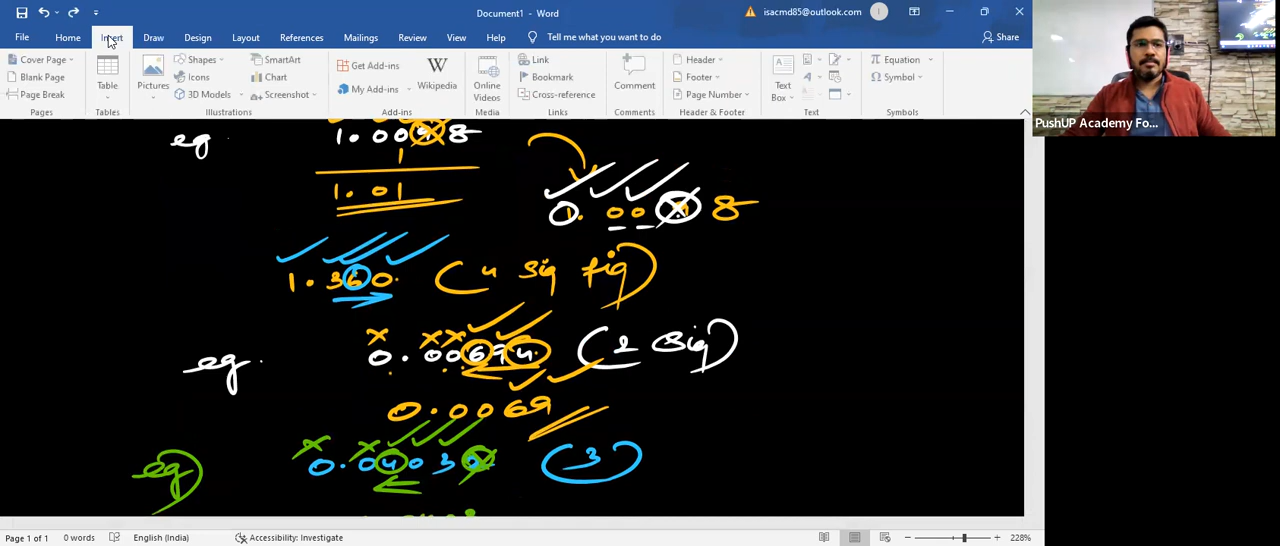 Document1 - Word
isacmd85@outlook.com
I
File Home Insert Draw Design Layout References Mailings Review View Help Tell me what you want to do Share
Cover Page
Blank Page
Page Break
Pages
Table
Tables
Pictures
Shapes
Icons
3D Models
SmartArt
Chart
Screenshot
Illustrations
Get Add-ins
My Add-ins
Wikipedia
Add-ins
Online
Videos
Media
Link
Bookmark
Cross-reference
Links
Comment
Comments
Header
Footer
Page Number
Header & Footer
Text
Box
Text
Equation
Symbol
Symbols
PushUP Academy Fo...
eg 1.0048
1
1.01
1.360 (4 sig fig)
eg. 0.00694 (2 sig)
0.0069
eg) 0.04030 (3)
Page 1 of 1 0 words English (India) Accessibility: Investigate 228%